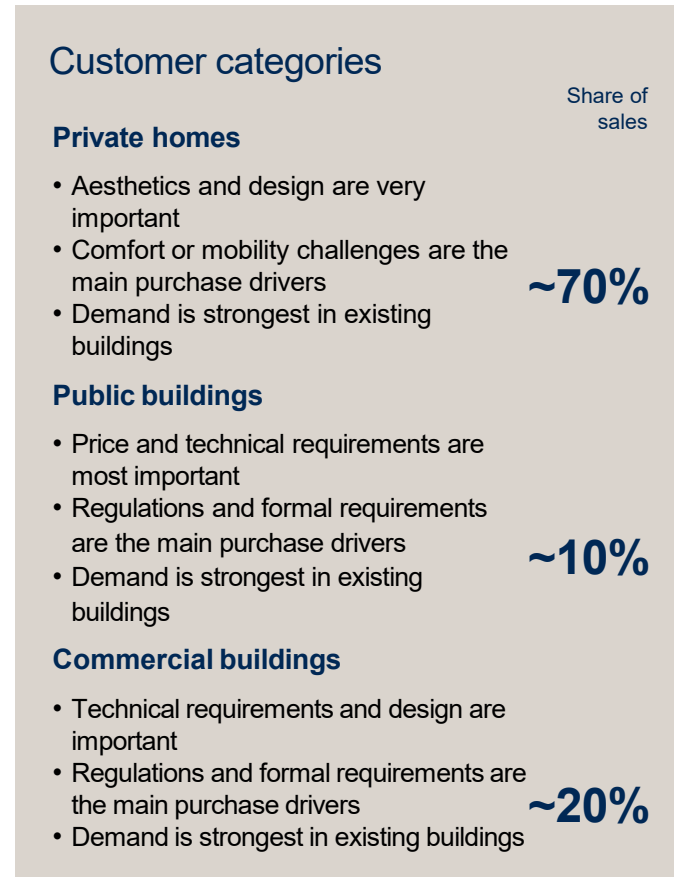 Customer categories
Share of
sales
Private homes
• Aesthetics and design are very
important
• Comfort or mobility challenges are the
main purchase drivers
~70%
• Demand is strongest in existing
buildings
Public buildings
• Price and technical requirements are
most important
• Regulations and formal requirements
are the main purchase drivers
~10%
• Demand is strongest in existing
buildings
Commercial buildings
• Technical requirements and design are
important
• Regulations and formal requirements are
the main purchase drivers
~20%
• Demand is strongest in existing buildings